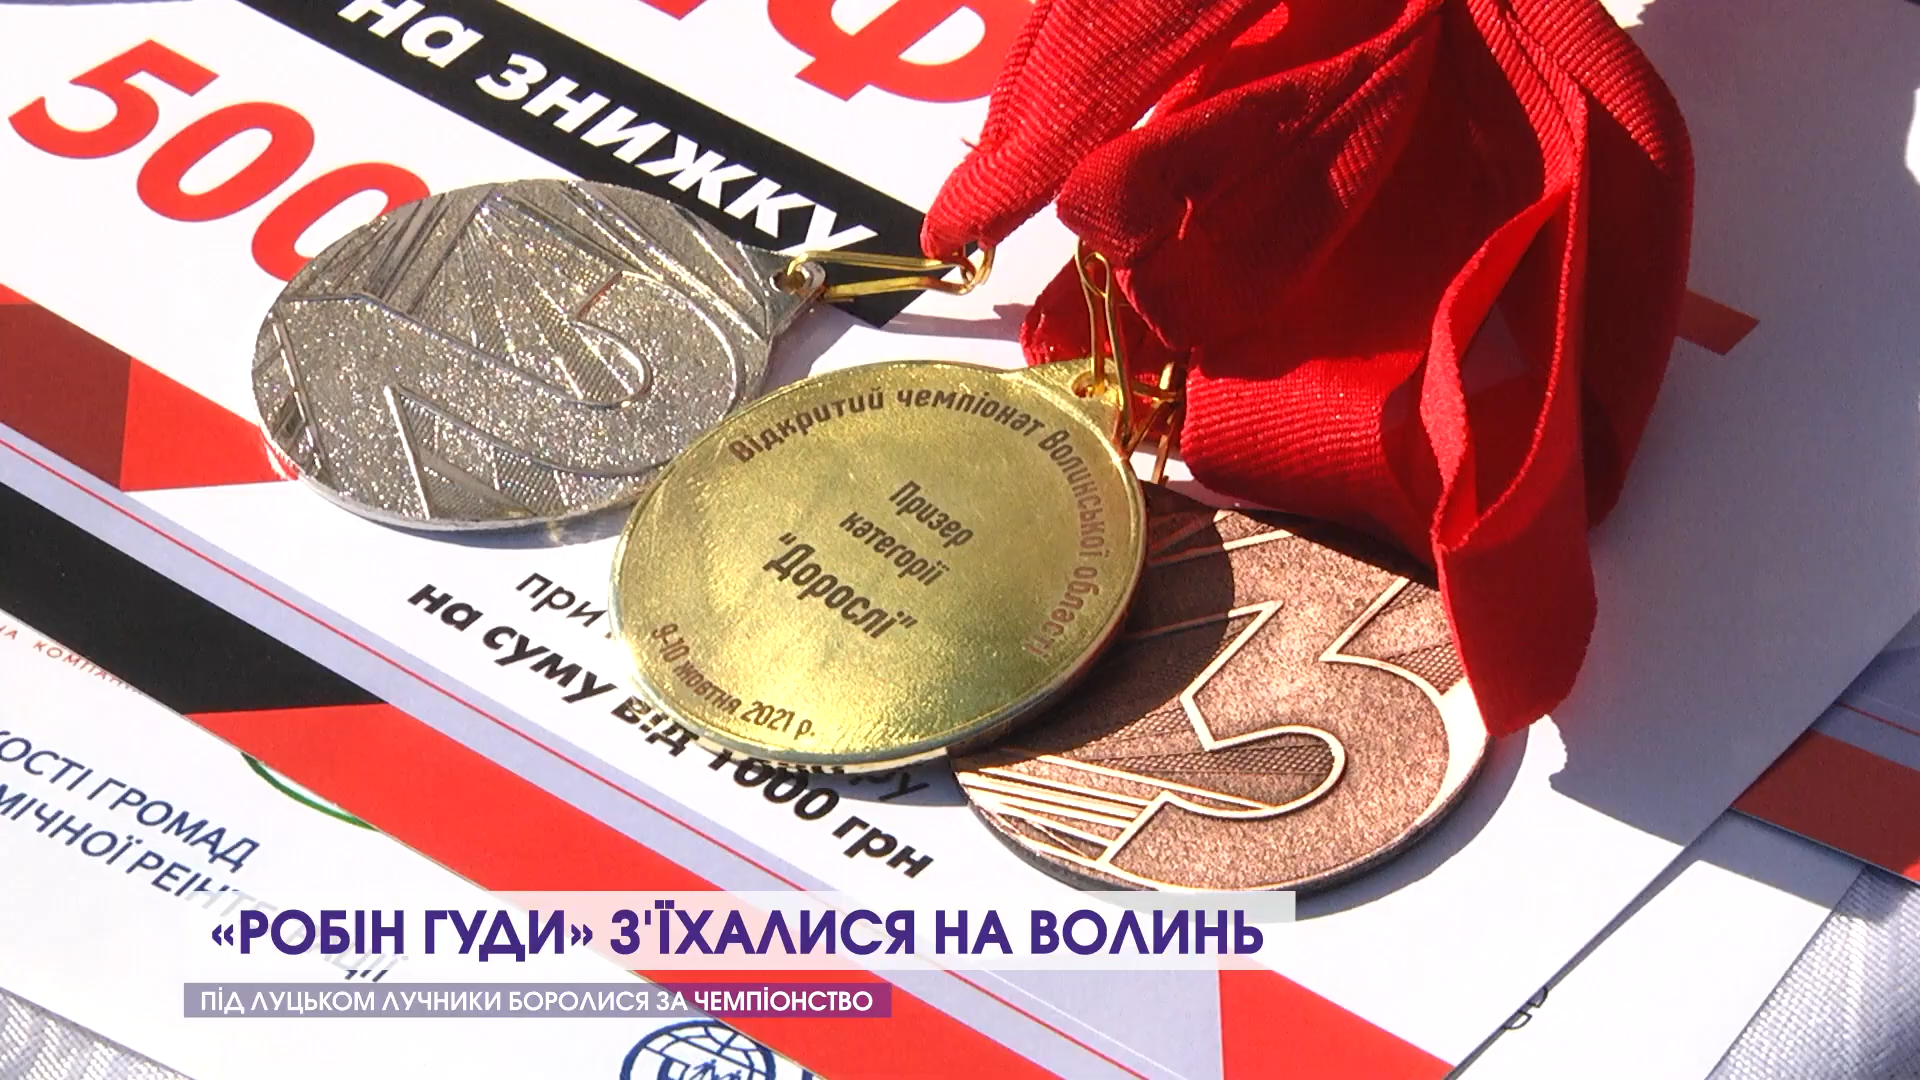 на знижку
500
Відкритий чемпіонат Волинської області
Призер
категорії
"Дорослі"
9-10 жовтня 2021 р.
при
на суму від 1000 грн
ОСТІ ГРОМАД
МІЧНОЇ РЕІНТЕГРАЦІЇ
«РОБІН ГУДИ» З'ЇХАЛИСЯ НА ВОЛИНЬ
ПІД ЛУЦЬКОМ ЛУЧНИКИ БОРОЛИСЯ ЗА ЧЕМПІОНСТВО